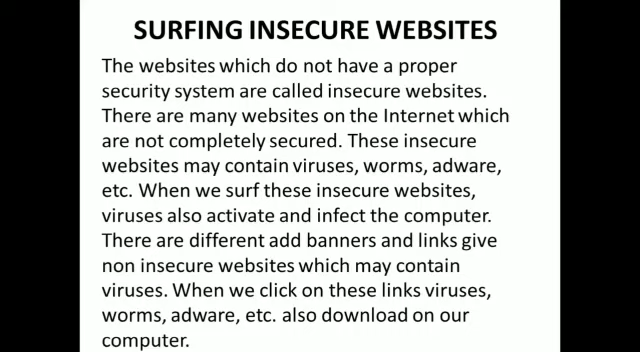 SURFING INSECURE WEBSITES
The websites which do not have a proper
security system are called insecure websites.
There are many websites on the Internet which
are not completely secured. These insecure
websites may contain viruses, worms, adware,
etc. When we surf these insecure websites,
viruses also activate and infect the computer.
There are different add banners and links give
non insecure websites which may contain
viruses. When we click on these links viruses,
worms, adware, etc. also download on our
computer.